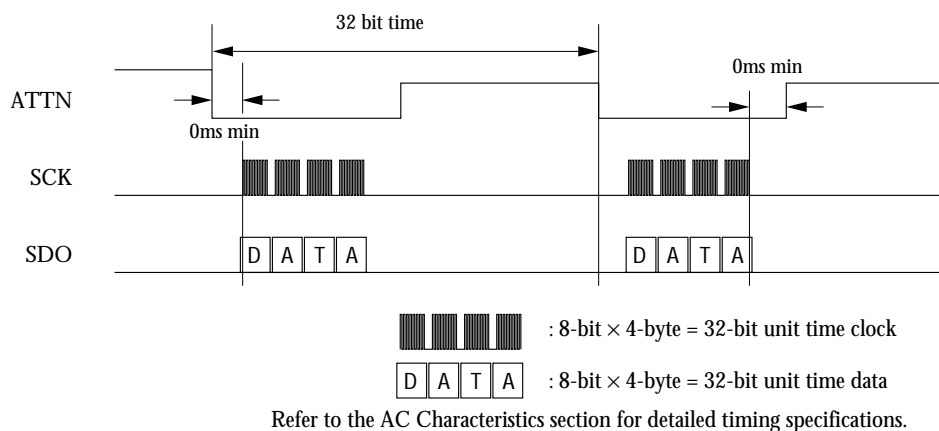 32 bit time
0ms min
ATTN
0ms min
SCK
SDO
D A T A
D A T A
: 8-bit × 4-byte = 32-bit unit time clock
D A T A : 8-bit × 4-byte = 32-bit unit time data
Refer to the AC Characteristics section for detailed timing specifications.